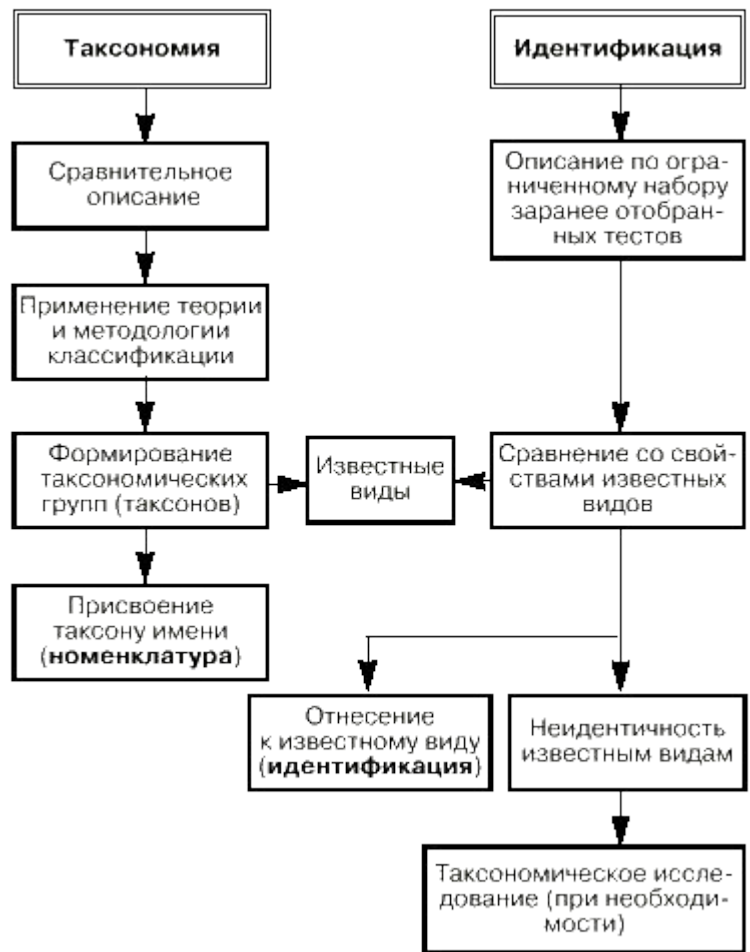 Таксономия
Сравнительное
описание
Применение теории
и методологии
классификации
Формирование
таксономических
групп (таксонов)
Присвоение
таксону имени
(номенклатура)
Известные
виды
Идентификация
Описание по огра-
ниченному набору
заранее отобран-
ных тестов
Сравнение со свой-
ствами известных
видов
Отнесение
к известному виду
(идентификация)
Неидентичность
известным видам
Таксономическое иссле-
дование (при необходи-
мости)